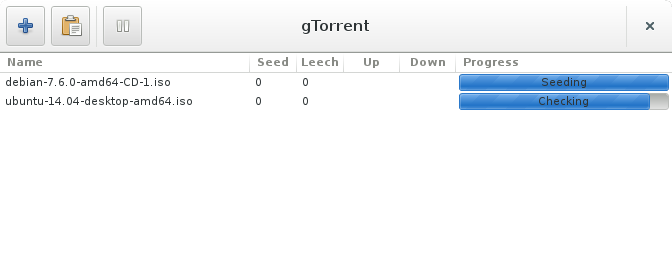 gTorrent
Name Seed Leech Up Down Progress
debian-7.6.0-amd64-CD-1.iso 0 0 Seeding
ubuntu-14.04-desktop-amd64.iso 0 0 Checking